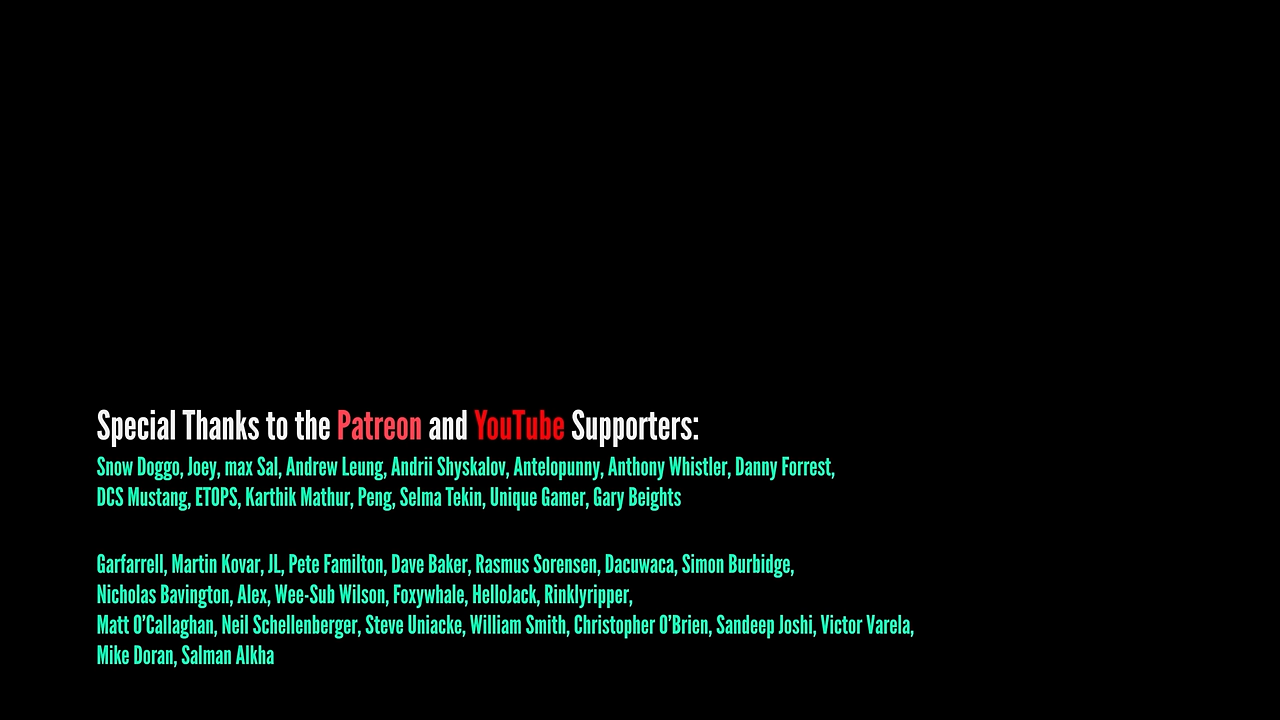 Special Thanks to the Patreon and YouTube Supporters:
Snow Doggo, Joey, max Sal, Andrew Leung, Andrii Shyskalov, Antelopunny, Anthony Whistler, Danny Forrest,
DCS Mustang, ETOPS, Karthik Mathur, Peng, Selma Tekin, Unique Gamer, Gary Beights
Garfarrell, Martin Kovar, JL, Pete Familton, Dave Baker, Rasmus Sorensen, Dacuwaca, Simon Burbidge,
Nicholas Bavington, Alex, Wee-Sub Wilson, Foxywhale, HelloJack, Rinklyripper,
Matt O’Callaghan, Neil Schellenberger, Steve Uniacke, William Smith, Christopher O’Brien, Sandeep Joshi, Victor Varela,
Mike Doran, Salman Alkha